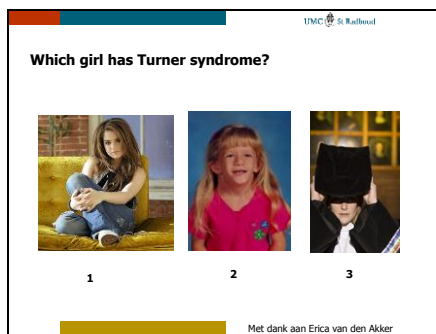 UMC St Radboud
Which girl has Turner syndrome?
1
2
3
Met dank aan Erica van den Akker